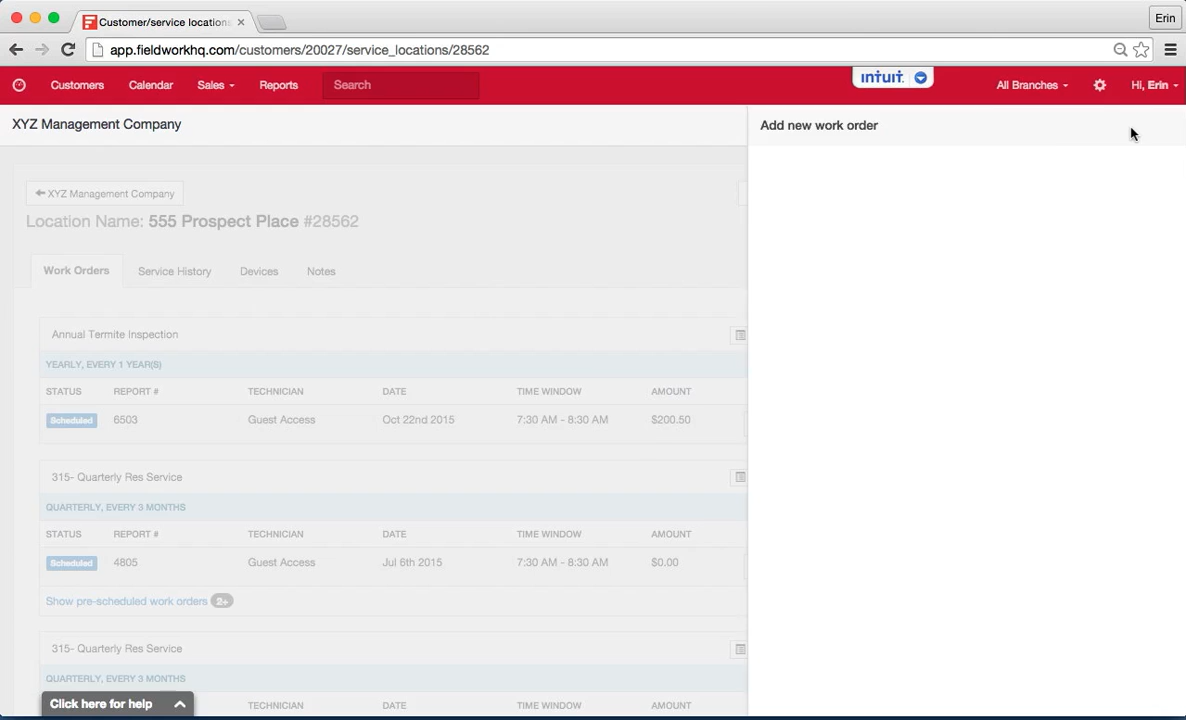 Customer/service locations
Erin
app.fieldworkhq.com/customers/20027/service_locations/28562
Customers Calendar Sales Reports Search intuit. All Branches Hi, Erin
XYZ Management Company
Add new work order
XYZ Management Company
Location Name: 555 Prospect Place #28562
Work Orders Service History Devices Notes
Annual Termite Inspection
YEARLY, EVERY 1 YEAR(S)
STATUS REPORT # TECHNICIAN DATE TIME WINDOW AMOUNT
Scheduled 6503 Guest Access Oct 22nd 2015 7:30 AM - 8:30 AM $200.50
315- Quarterly Res Service
QUARTERLY, EVERY 3 MONTHS
STATUS REPORT # TECHNICIAN DATE TIME WINDOW AMOUNT
Scheduled 4805 Guest Access Jul 6th 2015 7:30 AM - 8:30 AM $0.00
Show pre-scheduled work orders 2+
315- Quarterly Res Service
QUARTERLY, EVERY 3 MONTHS
Click here for help TECHNICIAN DATE TIME WINDOW AMOUNT